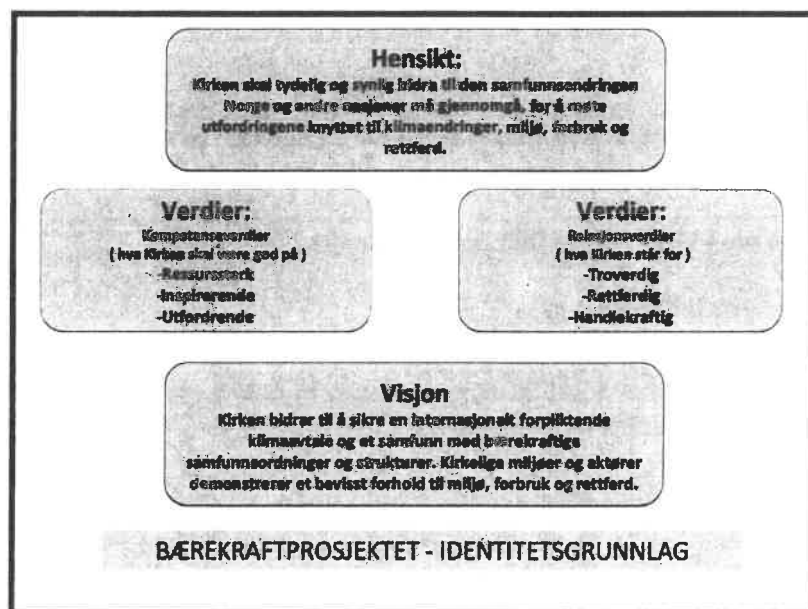 Hensikt:
Kirken skal tydelig og synlig bidra til den samfunnsendringen
Norge og andre nasjoner må gjennomgå, for å møte
utfordringene knyttet til klimaendringer, miljø, forbruk og
rettferd.
Verdier:
Kompetanseverdier
( hva Kirken skal være god på )
-Ressurssterk
-Inspirerende
-Utfordrende
Verdier:
Relasjonsverdier
( hva Kirken står for )
-Troverdig
-Rettferdig
-Handlekraftig
Visjon
Kirken bidrar til å sikre en internasjonalt forpliktende
klimaavtale og et samfunn med bærekraftige
samfunnsordninger og strukturer. Kirkelige miljøer og aktører
demonstrerer et bevisst forhold til miljø, forbruk og rettferd.
BÆREKRAFTPROSJEKTET - IDENTITETSGRUNNLAG